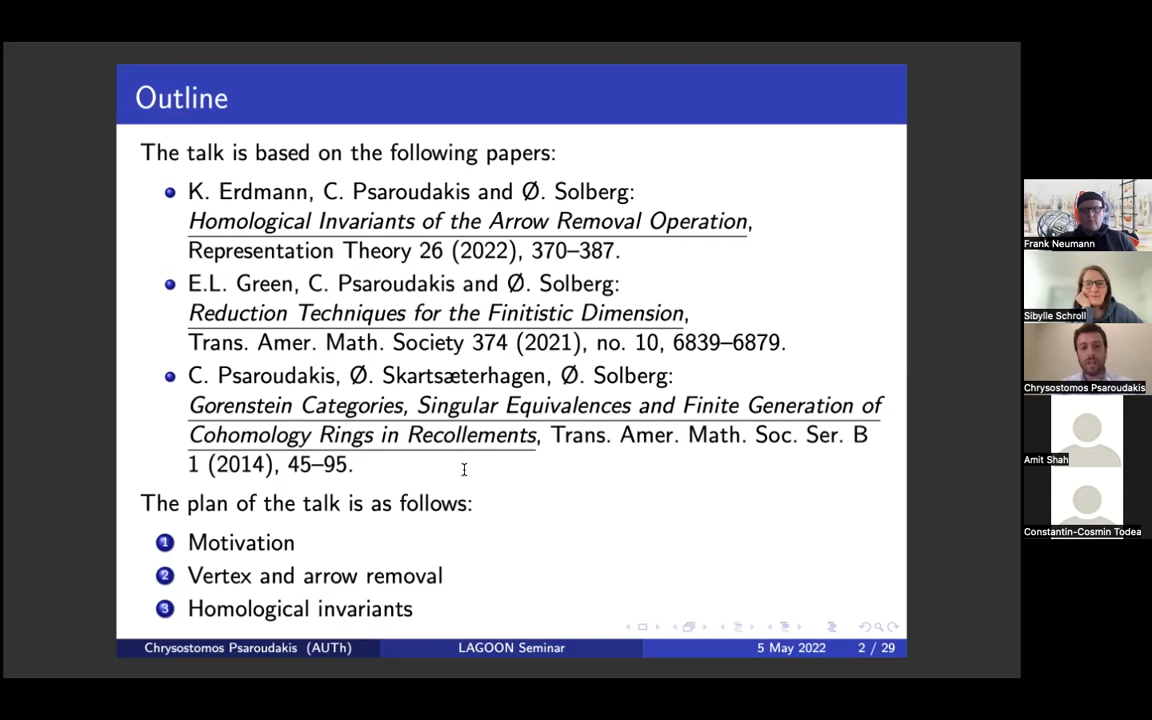 Outline
The talk is based on the following papers:
K. Erdmann, C. Psaroudakis and Ø. Solberg:
Homological Invariants of the Arrow Removal Operation,
Representation Theory 26 (2022), 370–387.
E.L. Green, C. Psaroudakis and Ø. Solberg:
Reduction Techniques for the Finitistic Dimension,
Trans. Amer. Math. Society 374 (2021), no. 10, 6839–6879.
C. Psaroudakis, Ø. Skartsæterhagen, Ø. Solberg:
Gorenstein Categories, Singular Equivalences and Finite Generation of
Cohomology Rings in Recollements, Trans. Amer. Math. Soc. Ser. B
1 (2014), 45–95.
The plan of the talk is as follows:
1 Motivation
2 Vertex and arrow removal
3 Homological invariants
Chrysostomos Psaroudakis (AUTh) LAGOON Seminar 5 May 2022 2 / 29
Frank Neumann
Sibylle Schroll
Chrysostomos Psaroudakis
Amit Shah
Constantin-Cosmin Todea